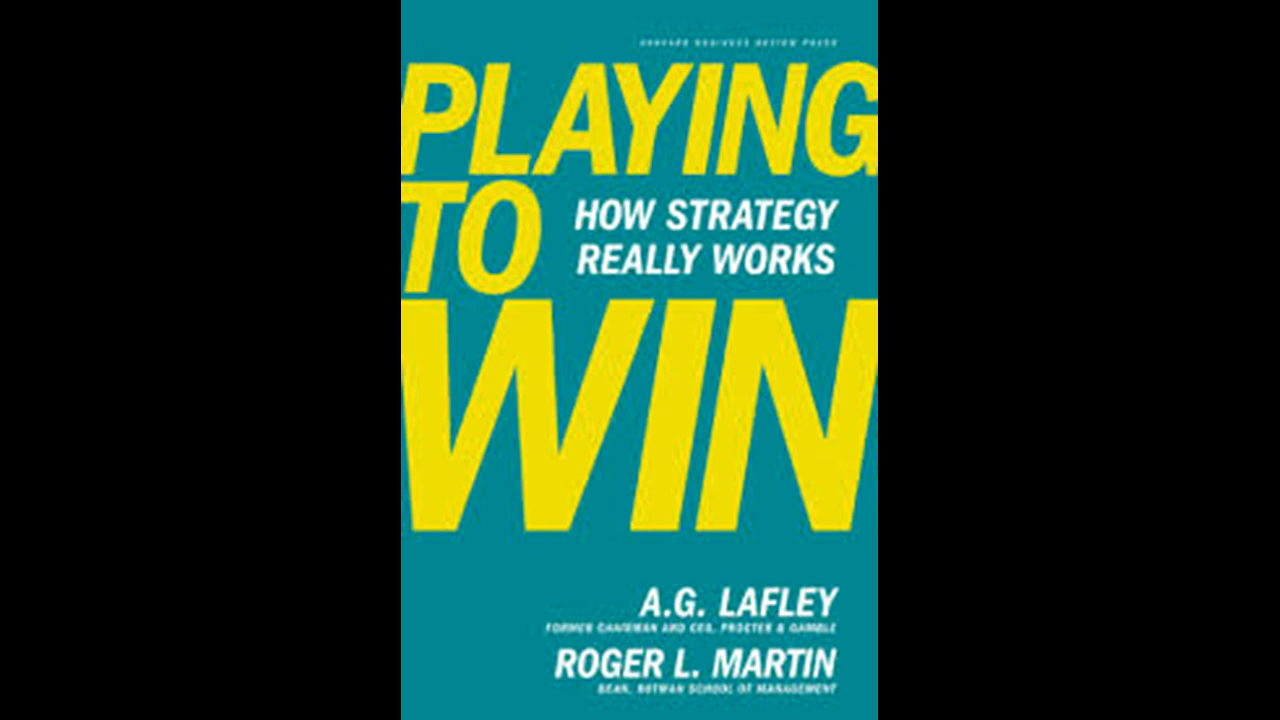 HARVARD BUSINESS REVIEW PRESS
PLAYING
TO
HOW STRATEGY
REALLY WORKS
WIN
A.G. LAFLEY
FORMER CHAIRMAN AND CEO, PROCTER & GAMBLE
ROGER L. MARTIN
DEAN, ROTMAN SCHOOL OF MANAGEMENT